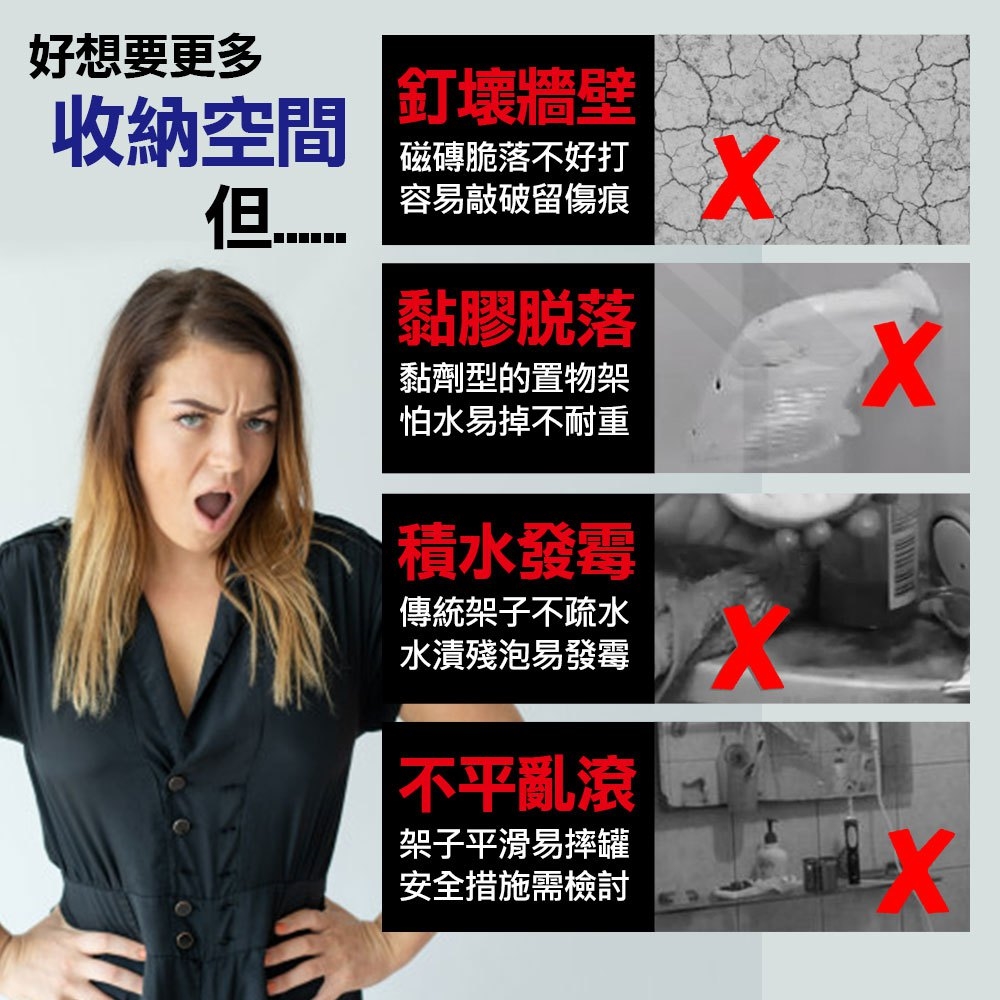 好想要更多
收納空間
但......
釘壞牆壁
磁磚脆落不好打
容易敲破留傷痕
黏膠脱落
黏劑型的置物架
怕水易掉不耐重
積水發霉
傳統架子不疏水
水漬殘泡易發霉
不平亂滾
架子平滑易摔罐
安全措施需檢討